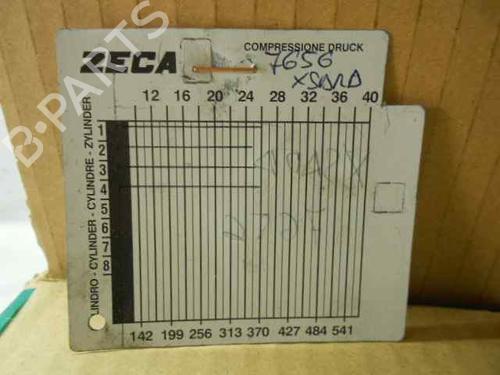 ZECA
COMPRESSIONE DRUCK
7656
XSARA
12 16 20 24 28 32 36 40
LINDRO - CYLINDER - CYLINDRE - ZYLINDER
1
2
3
4
5
6
7
8
142 199 256 313 370 427 484 541
B-PARTS